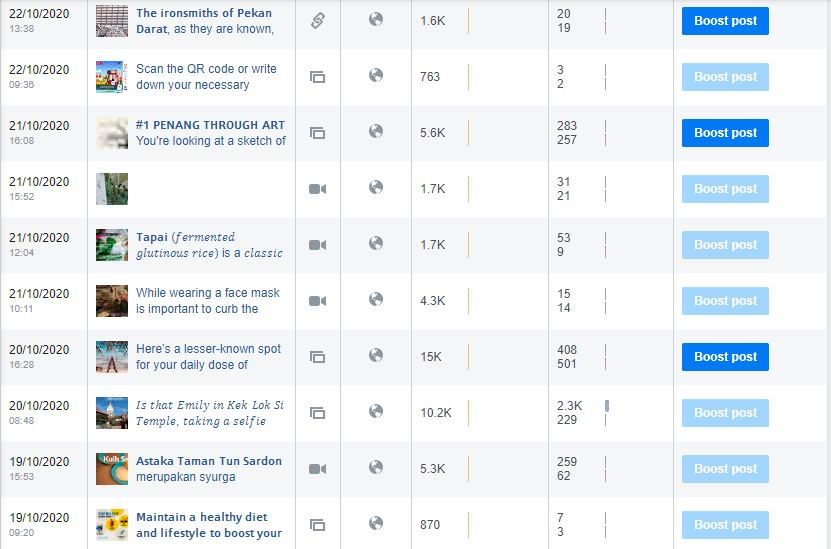 22/10/2020
13:38
The ironsmiths of Pekan
Darat, as they are known,
1.6K
20
19
Boost post
22/10/2020
09:36
Scan the QR code or write
down your necessary
763
3
2
Boost post
21/10/2020
16:08
#1 PENANG THROUGH ART
You're looking at a sketch of
5.6K
283
257
Boost post
21/10/2020
15:52
1.7K
31
21
Boost post
21/10/2020
12:04
Tapai (fermented
glutinous rice) is a classic
1.7K
53
9
Boost post
21/10/2020
10:11
While wearing a face mask
is important to curb the
4.3K
15
14
Boost post
20/10/2020
16:28
Here's a lesser-known spot
for your daily dose of
15K
408
501
Boost post
20/10/2020
08:48
Is that Emily in Kek Lok Si
Temple, taking a selfie
10.2K
2.3K
229
Boost post
19/10/2020
15:53
Kuih S
Astaka Taman Tun Sardon
merupakan syurga
5.3K
259
62
Boost post
19/10/2020
09:20
Maintain a healthy diet
and lifestyle to boost your
870
7
3
Boost post